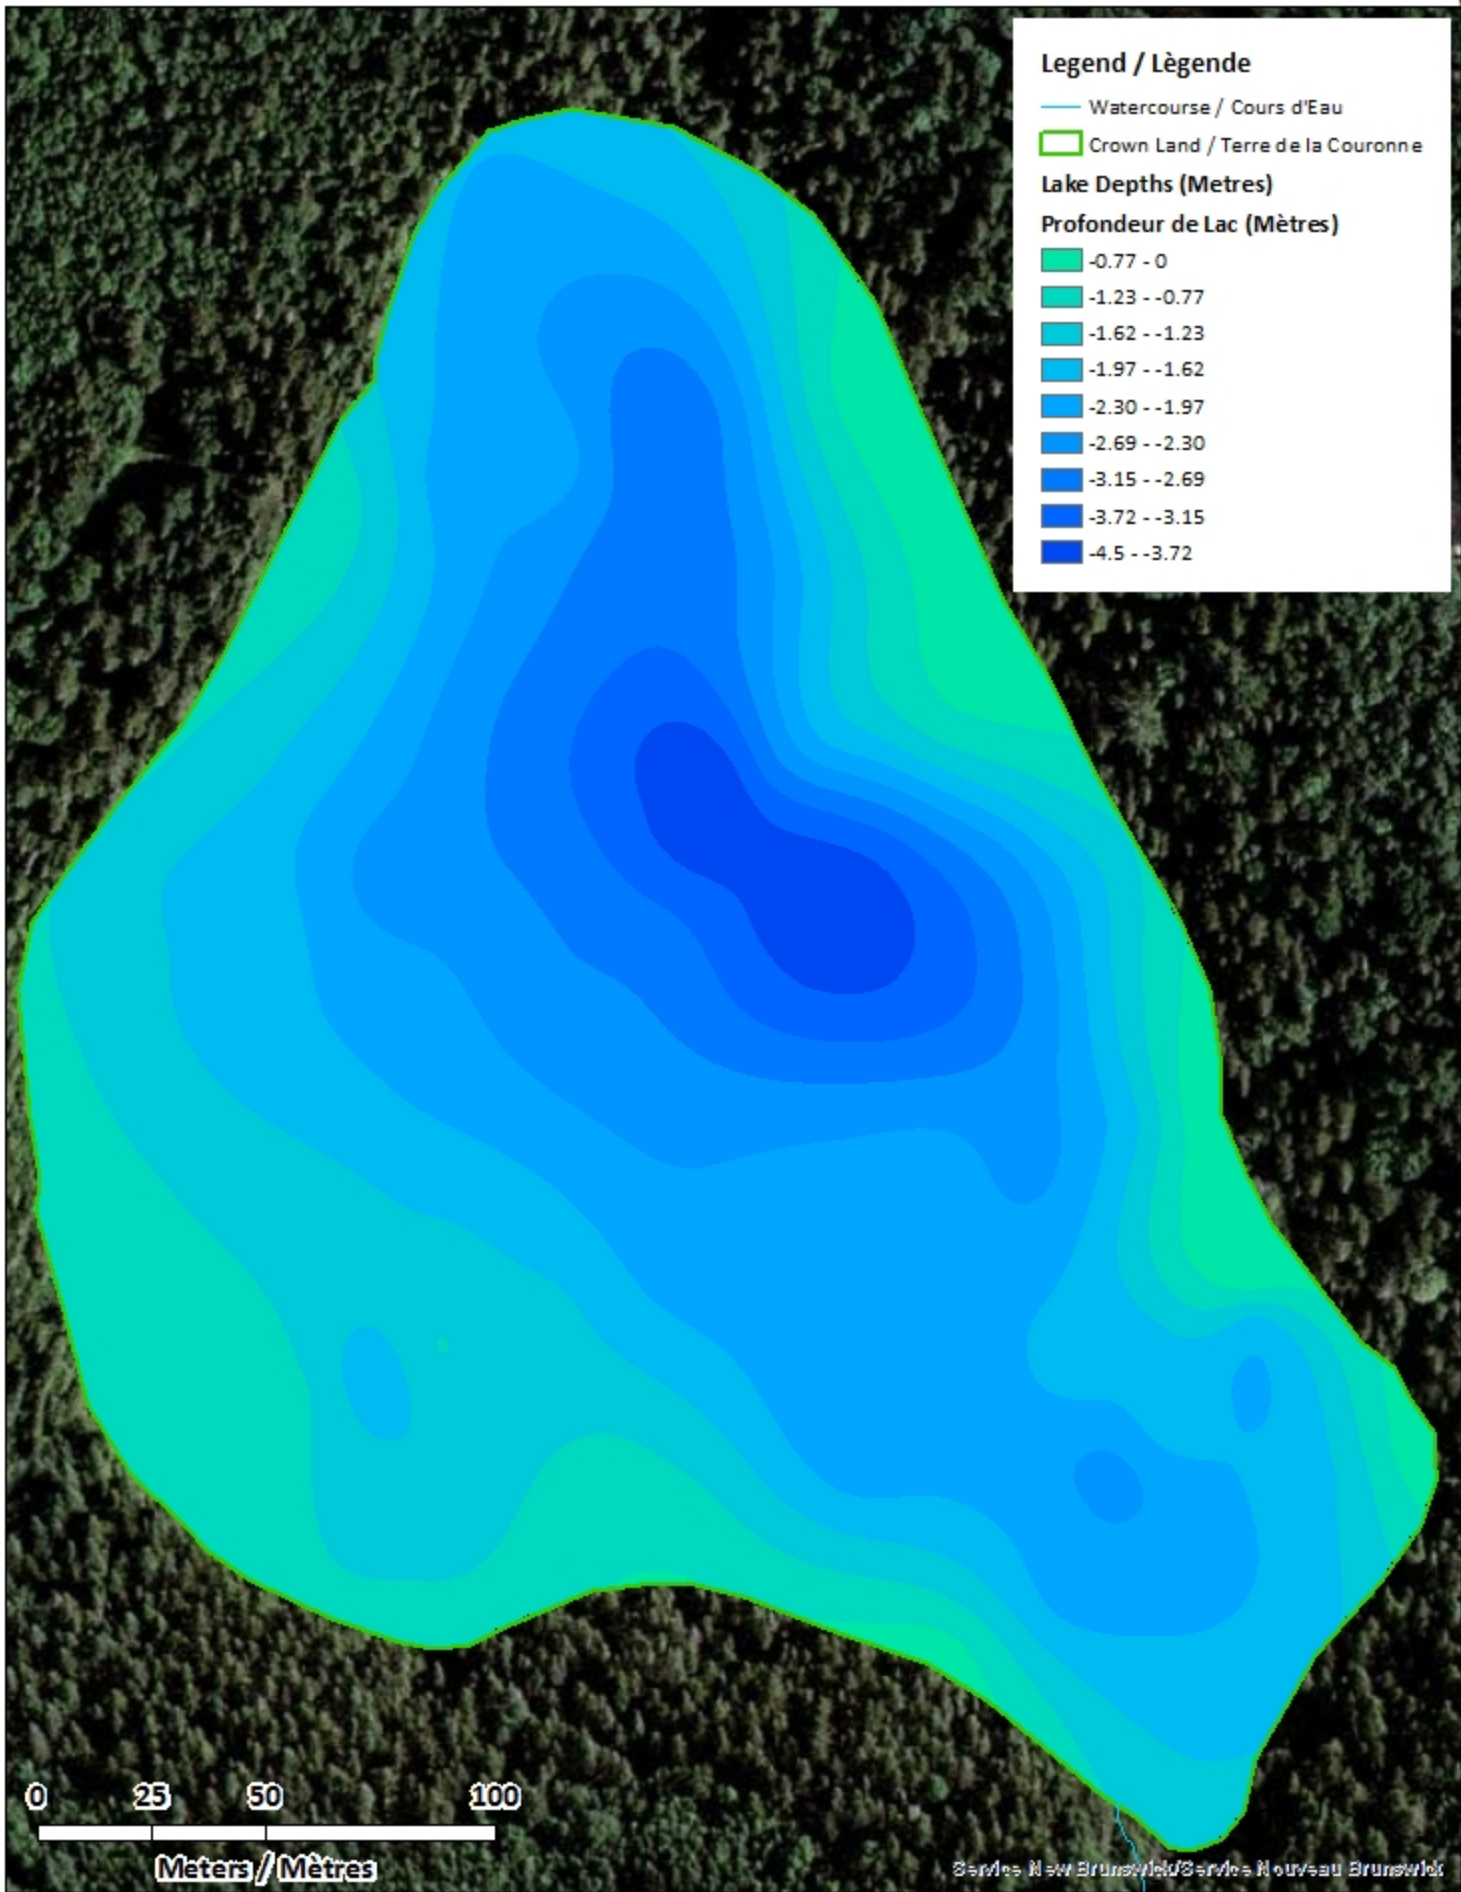 Legend / Lègende
Watercourse / Cours d'Eau
Crown Land / Terre de la Couronne
Lake Depths (Metres)
Profondeur de Lac (Mètres)
-0.77 - 0
-1.23 - -0.77
-1.62 - -1.23
-1.97 - -1.62
-2.30 - -1.97
-2.69 - -2.30
-3.15 - -2.69
-3.72 - -3.15
-4.5 - -3.72
0 25 50 100
Meters / Mètres
Service New Brunswick/Service Nouveau Brunswick